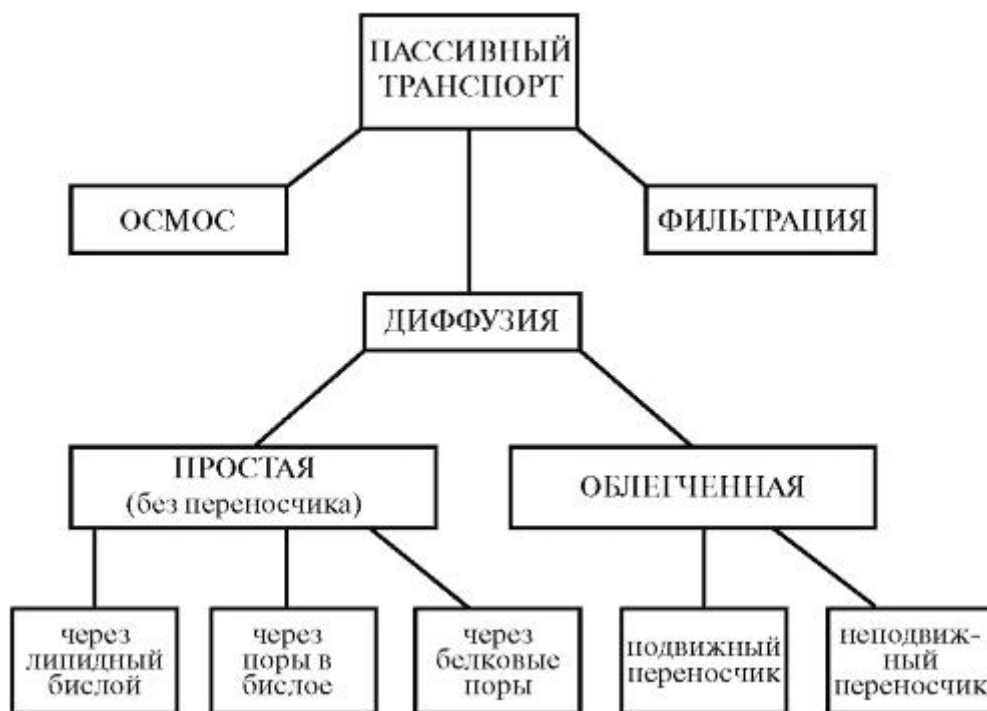 ПАССИВНЫЙ
ТРАНСПОРТ
ОСМОС
ФИЛЬТРАЦИЯ
ДИФФУЗИЯ
ПРОСТАЯ
(без переносчика)
ОБЛЕГЧЕННАЯ
через
липидный
бислой
через
поры в
бислое
через
белковые
поры
подвижный
переносчик
неподвиж-
ный
переносчик